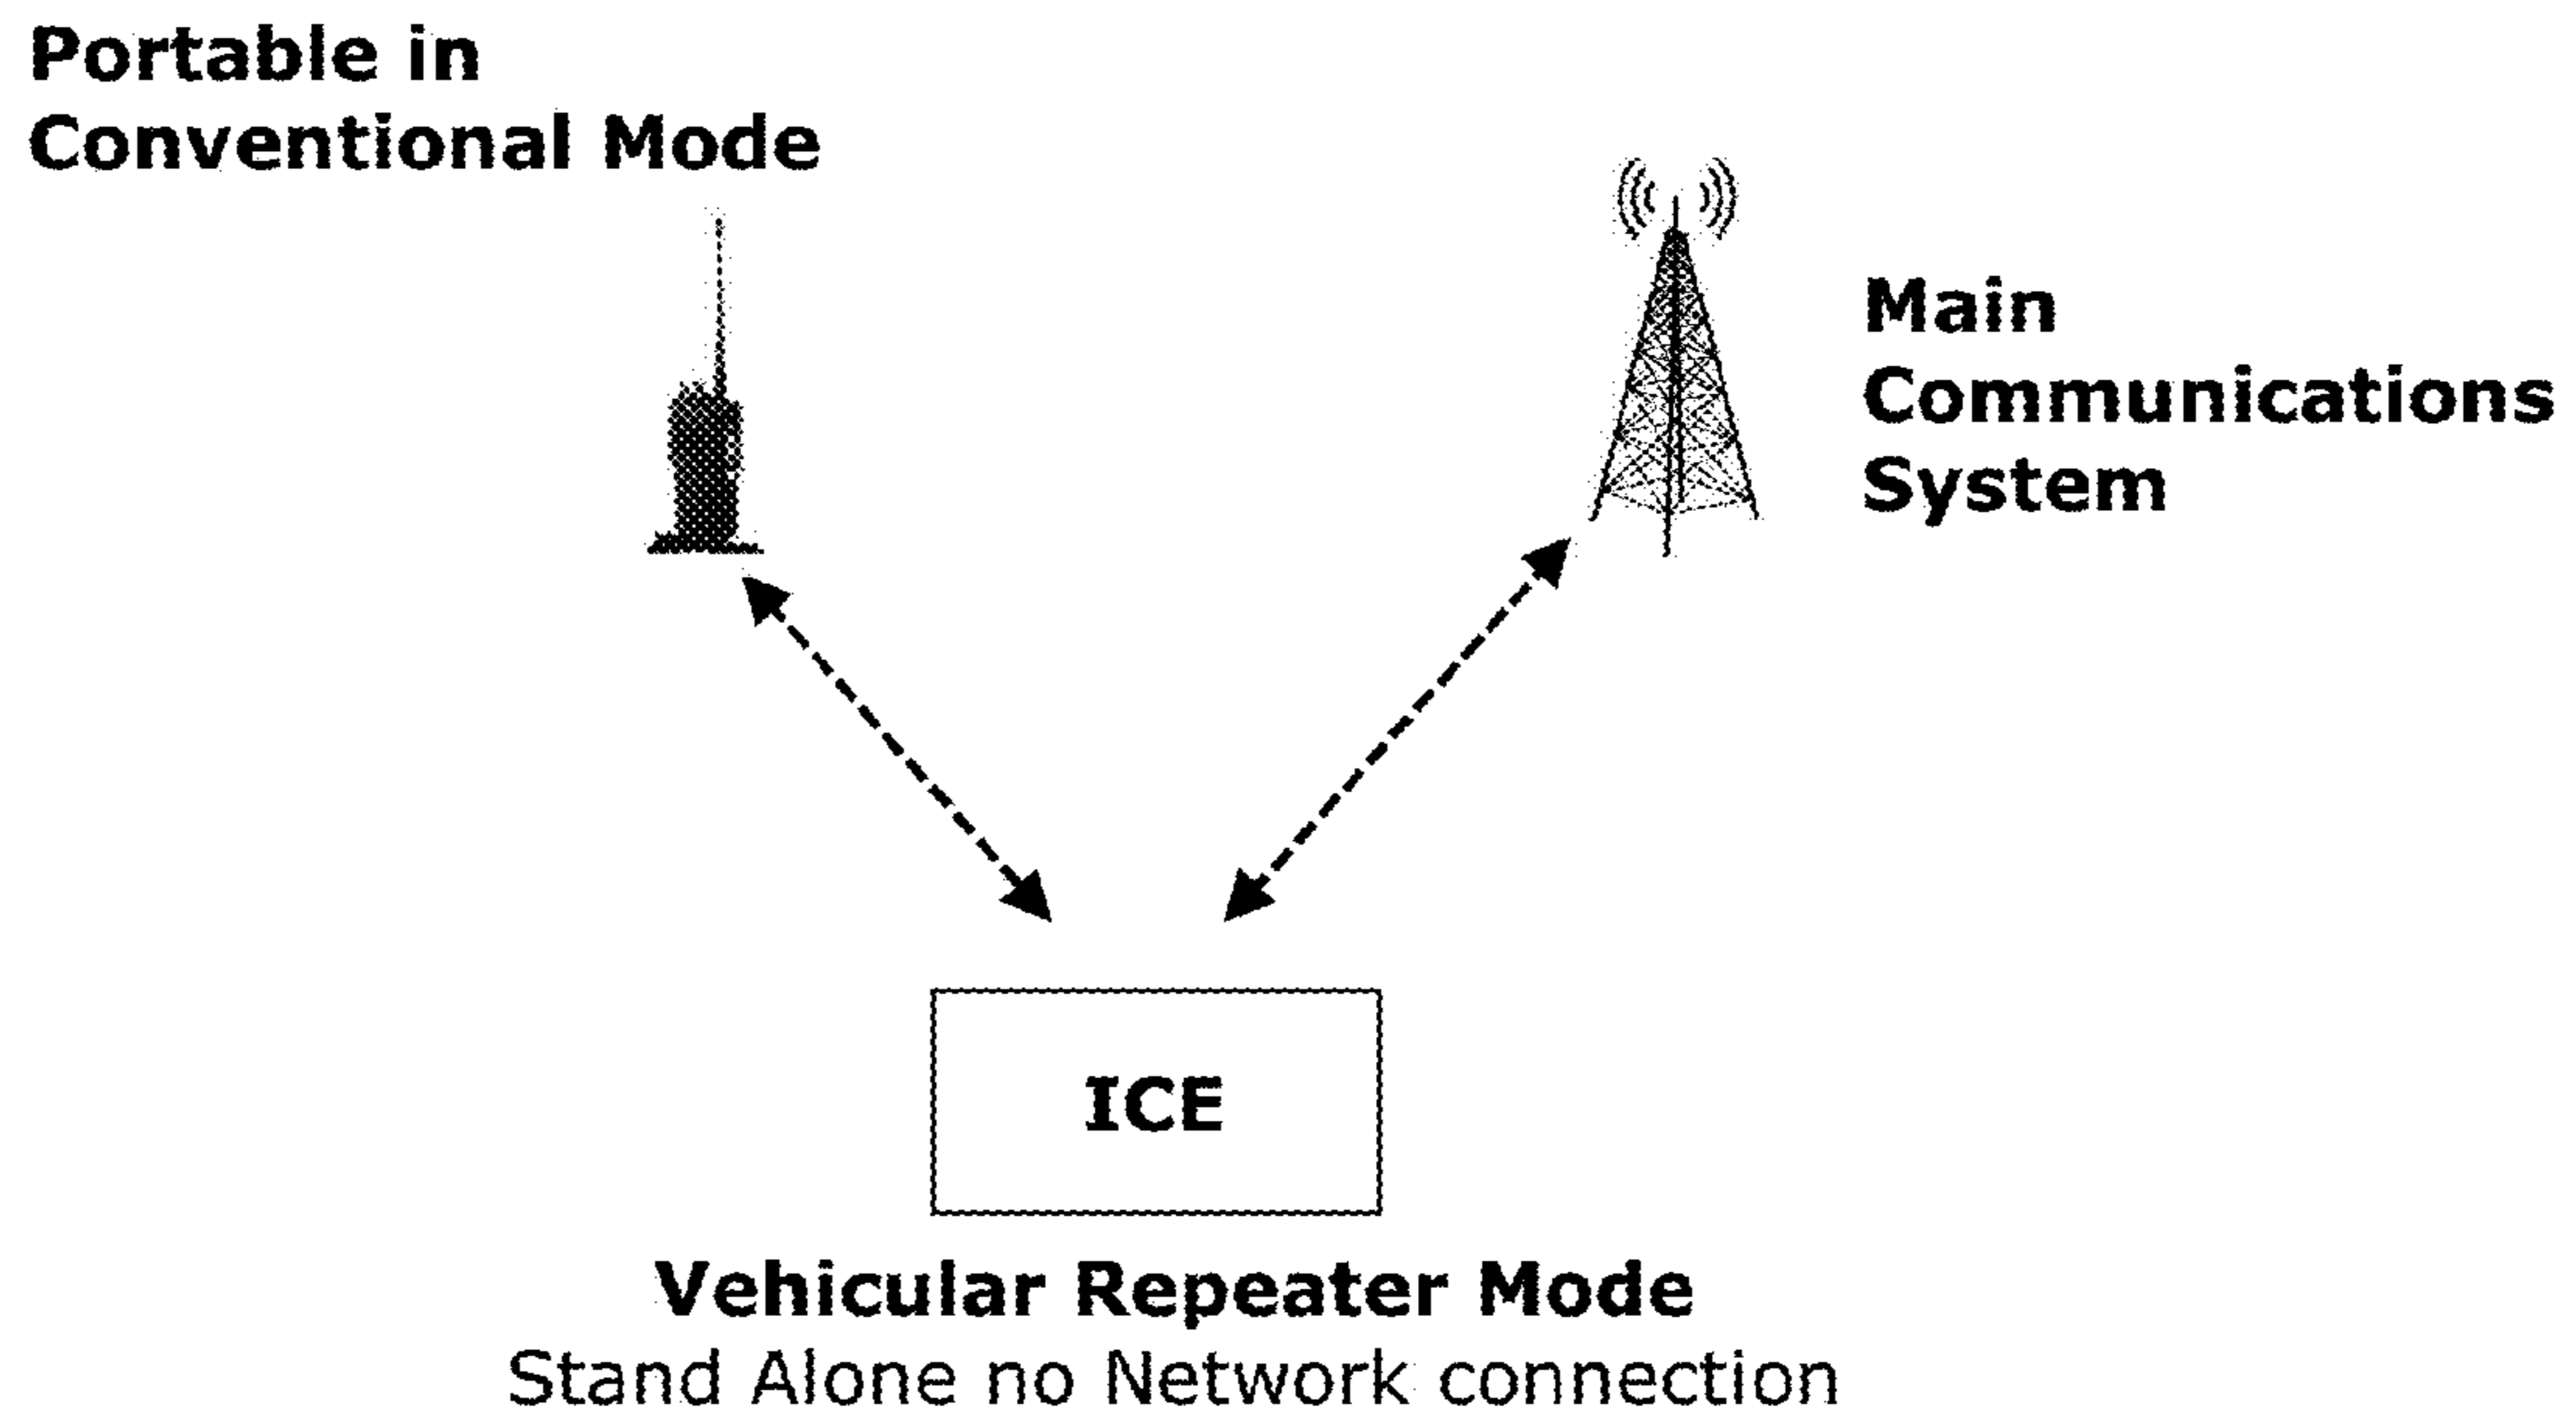 Portable in
Conventional Mode
Main
Communications
System
ICE
Vehicular Repeater Mode
Stand Alone no Network connection